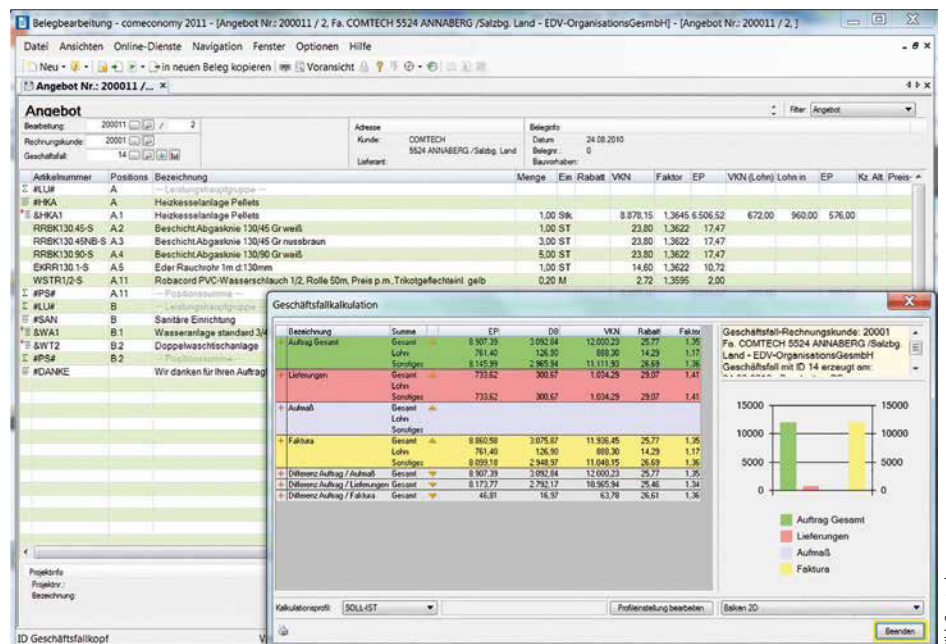 Belegbearbeitung - comeconomy 2011 - [Angebot Nr.: 200011 / 2, Fa. COMTECH 5524 ANNABERG /Salzbg. Land - EDV-OrganisationsGesmbH] - [Angebot Nr.: 200011 / 2, ]
Datei Ansichten Online-Dienste Navigation Fenster Optionen Hilfe
Neu in neuen Beleg kopieren Voransicht
Angebot Nr.: 200011 /...
Angebot Filter: Angebot
Bearbeitung: 200011 / 2 Adresse Beleginfo
Rechnungskunde: 20001 Kunde: COMTECH Datum 24.08.2010
5524 ANNABERG /Salzbg. Land Belegnr.: 0
Geschäftsfall: 14 Lieferant: Bauvorhaben:
Artikelnummer Positions Bezeichnung Menge Ein Rabatt VKN Faktor EP VKN (Lohn) Lohn in EP Kz. Alt Preis-
Σ #LU# A -- Leistungshauptgruppe --
#HKA A Heizkesselanlage Pellets
&HKA1 A.1 Heizkesselanlage Pellets 1,00 Stk. 8.878,15 1,3645 6.506,52 672,00 960,00 576,00
RRBK130.45-S A.2 Beschicht.Abgasknie 130/45 Gr weiß 1,00 ST 23,80 1,3622 17,47
RRBK130.45NB-S A.3 Beschicht.Abgasknie 130/45 Gr nussbraun 3,00 ST 23,80 1,3622 17,47
RRBK130.90-S A.4 Beschicht.Abgasknie 130/90 Gr weiß 5,00 ST 23,80 1,3622 17,47
EKRR130.1-S A.5 Eder Rauchrohr 1m d:130mm 1,00 ST 14,60 1,3622 10,72
WSTR1/2-S A.11 Robacord PVC-Wasserschlauch 1/2, Rolle 50m, Preis p.m.,Trikotgeflechteinl. gelb 0,20 M 2,72 1,3595 2,00
Σ #PS# A.11 -- Positionssumme --
Σ #LU# B -- Leistungshauptgruppe
#SAN B Sanitäre Einrichtung
&WA1 B.1 Wasseranlage standard 3/4
&WT2 B.2 Doppelwaschtischanlage
Σ #PS# B.2 -- Positionssumme --
#DANKE Wir danken für Ihren Auftrag!
Geschäftsfallkalkulation
Bezeichnung Summe EP DB VKN Rabatt Faktor
Auftrag Gesamt Gesamt 8.907,39 3.092,84 12.000,23 25,77 1,35
Lohn 761,40 126,90 888,30 14,29 1,17
Sonstiges 8.145,99 2.965,94 11.111,93 26,69 1,36
Lieferungen Gesamt 733,62 300,67 1.034,29 29,07 1,41
Lohn
Sonstiges 733,62 300,67 1.034,29 29,07 1,41
Aufmaß Gesamt
Lohn
Sonstiges
Faktura Gesamt 8.860,58 3.075,87 11.936,45 25,77 1,35
Lohn 761,40 126,90 888,30 14,29 1,17
Sonstiges 8.099,18 2.948,97 11.048,15 26,69 1,36
Differenz Auftrag / Aufmaß Gesamt 8.907,39 3.092,84 12.000,23 25,77 1,35
Differenz Auftrag / Lieferungen Gesamt 8.173,77 2.792,17 10.965,94 25,46 1,34
Differenz Auftrag / Faktura Gesamt 46,81 16,97 63,78 26,61 1,36
Geschäftsfall-Rechnungskunde: 20001
Fa. COMTECH 5524 ANNABERG /Salzbg.
Land - EDV-OrganisationsGesmbH
Geschäftsfall mit ID 14 erzeugt am:
15000 15000
10000 10000
5000 5000
0 0
Auftrag Gesamt
Lieferungen
Aufmaß
Faktura
Projektinfo
Projektnr.:
Bezeichnung:
Kalkulationsprofil: SOLL-IST Profileinstellung bearbeiten Balken 2D
Beenden
ID Geschäftsfallkopf